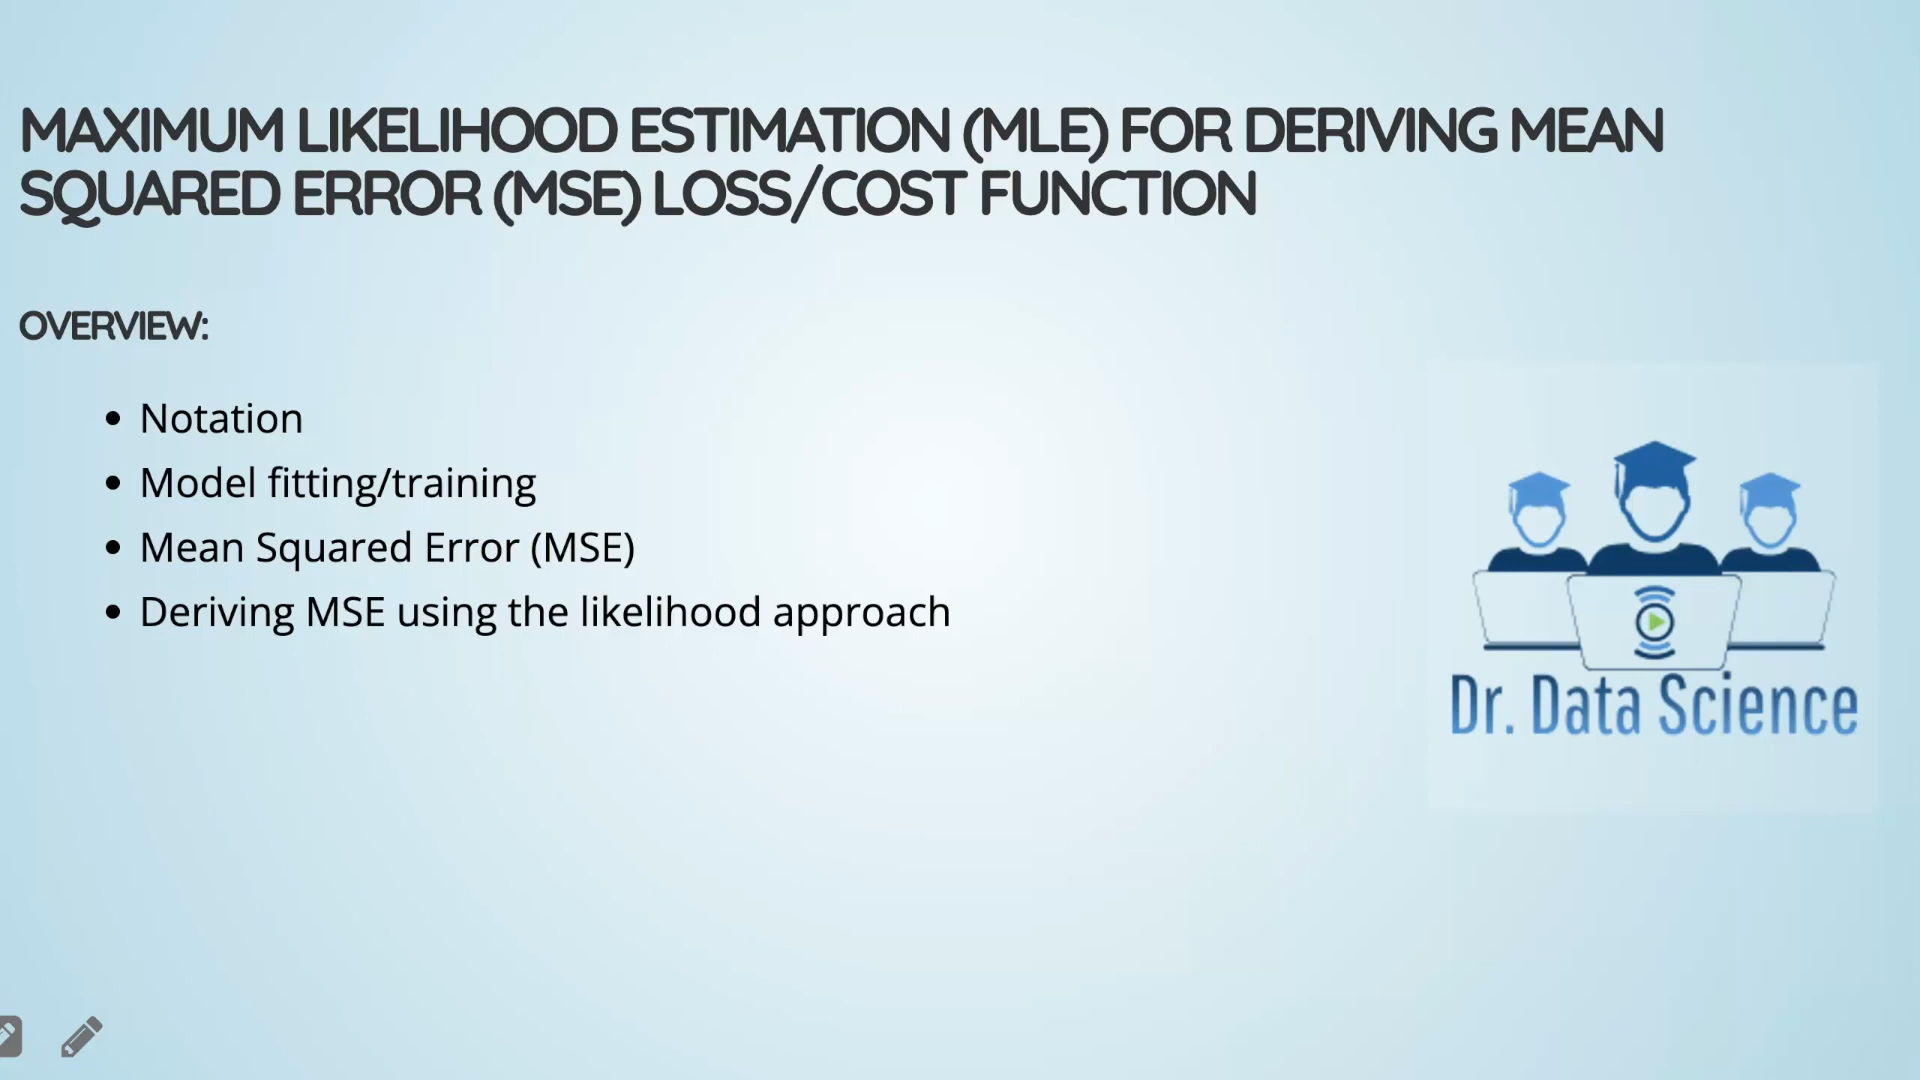 MAXIMUM LIKELIHOOD ESTIMATION (MLE) FOR DERIVING MEAN
SQUARED ERROR (MSE) LOSS/COST FUNCTION
OVERVIEW:
• Notation
• Model fitting/training
• Mean Squared Error (MSE)
• Deriving MSE using the likelihood approach
Dr. Data Science